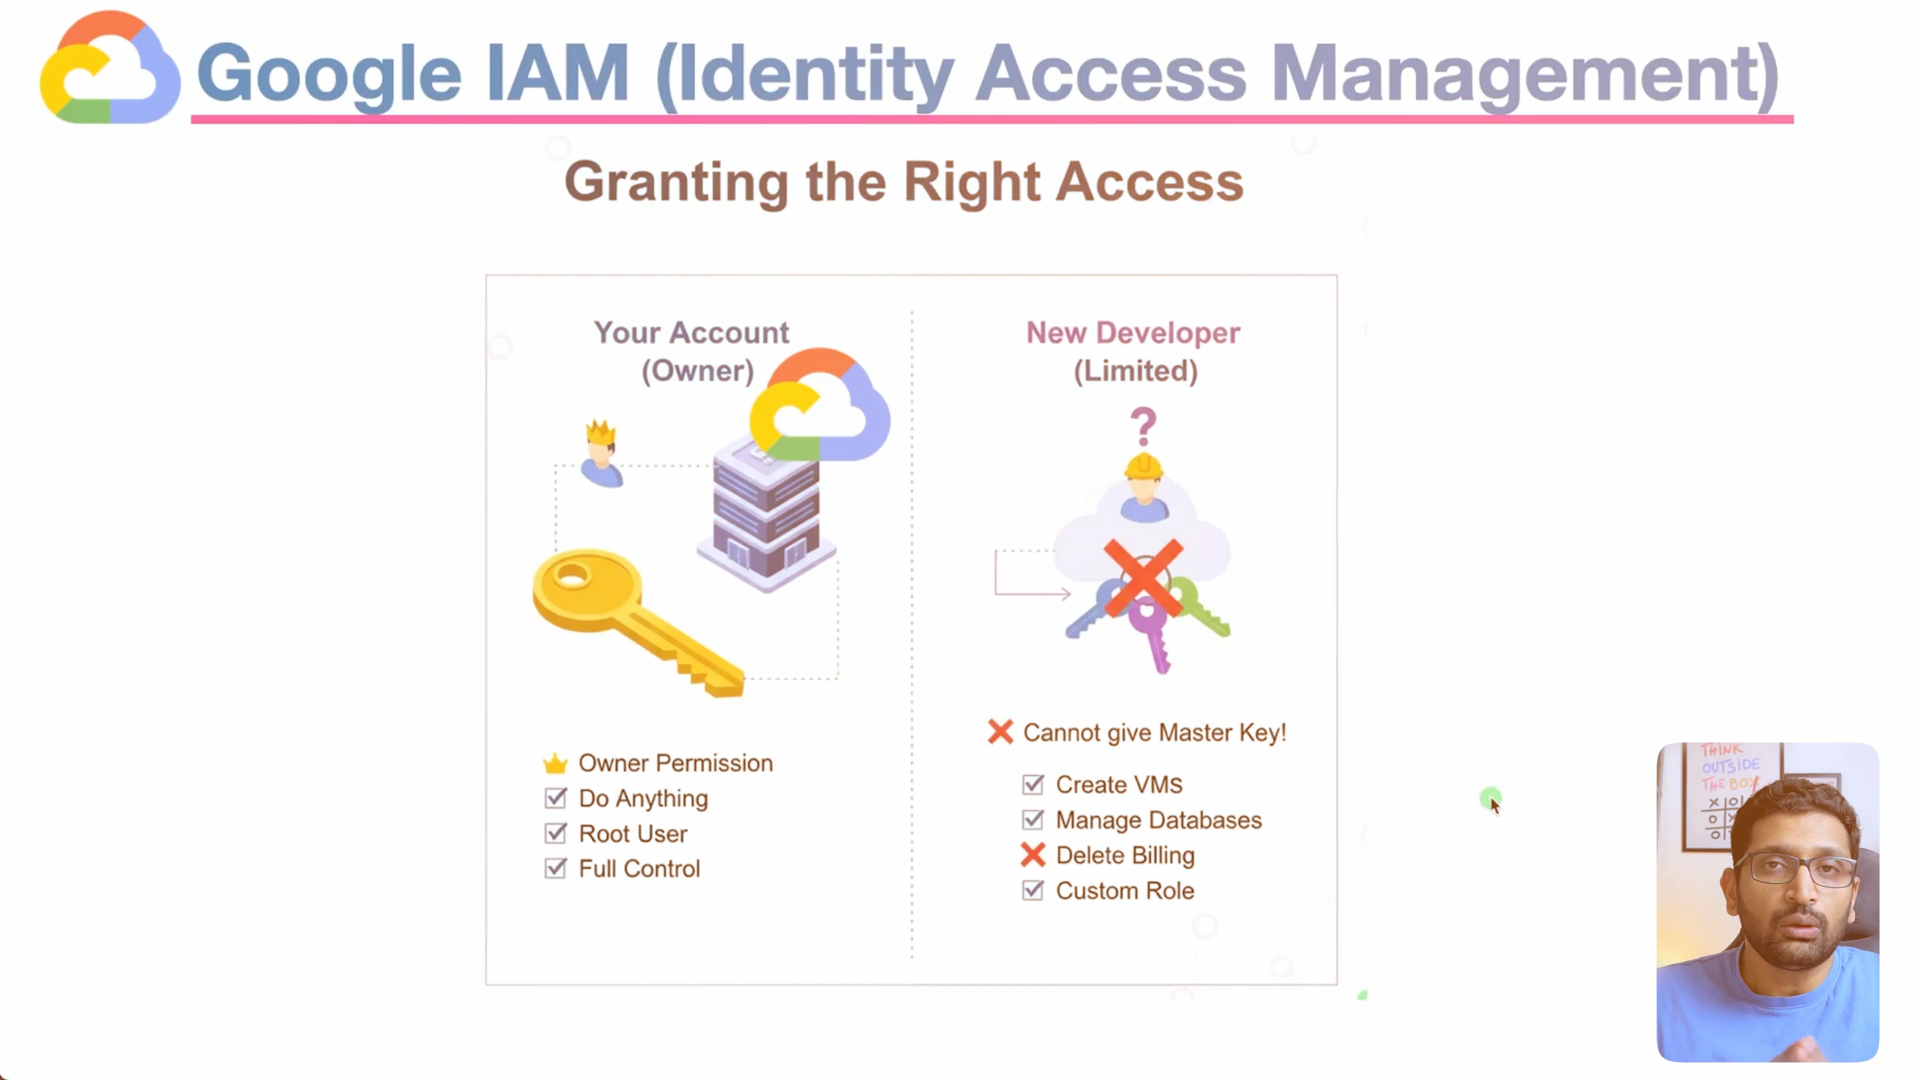 Google IAM (Identity Access Management)
Granting the Right Access
Your Account
(Owner)
Owner Permission
Do Anything
Root User
Full Control
New Developer
(Limited)
?
Cannot give Master Key!
Create VMs
Manage Databases
Delete Billing
Custom Role
THINK
OUTSIDE
THE BOX